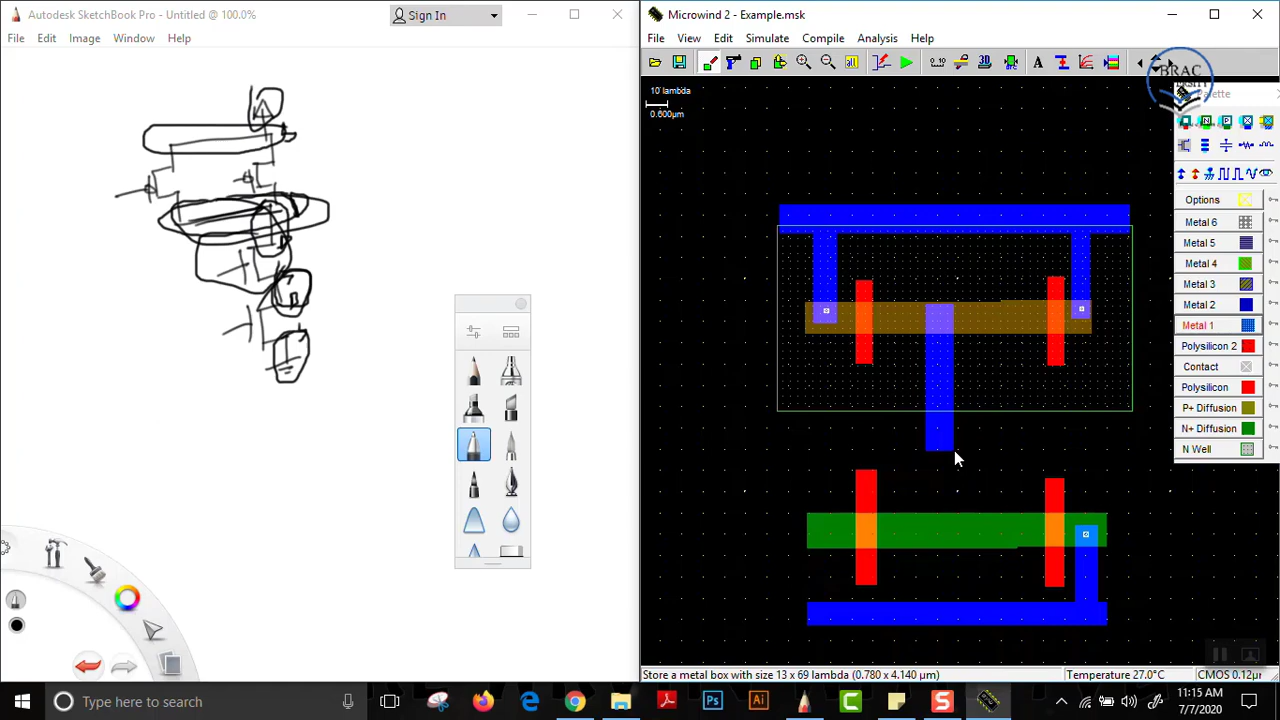 Autodesk SketchBook Pro - Untitled @ 100.0%
Sign In
File Edit Image Window Help
Microwind 2 - Example.msk
File View Edit Simulate Compile Analysis Help
10 lambda
0.600µm
BRAC
Palette
Options
Metal 6
Metal 5
Metal 4
Metal 3
Metal 2
Metal 1
Polysilicon 2
Contact
Polysilicon
P+ Diffusion
N+ Diffusion
N Well
Store a metal box with size 13 x 69 lambda (0.780 x 4.140 µm)
Temperature 27.0°C
CMOS 0.12µr
Type here to search
11:15 AM
7/7/2020